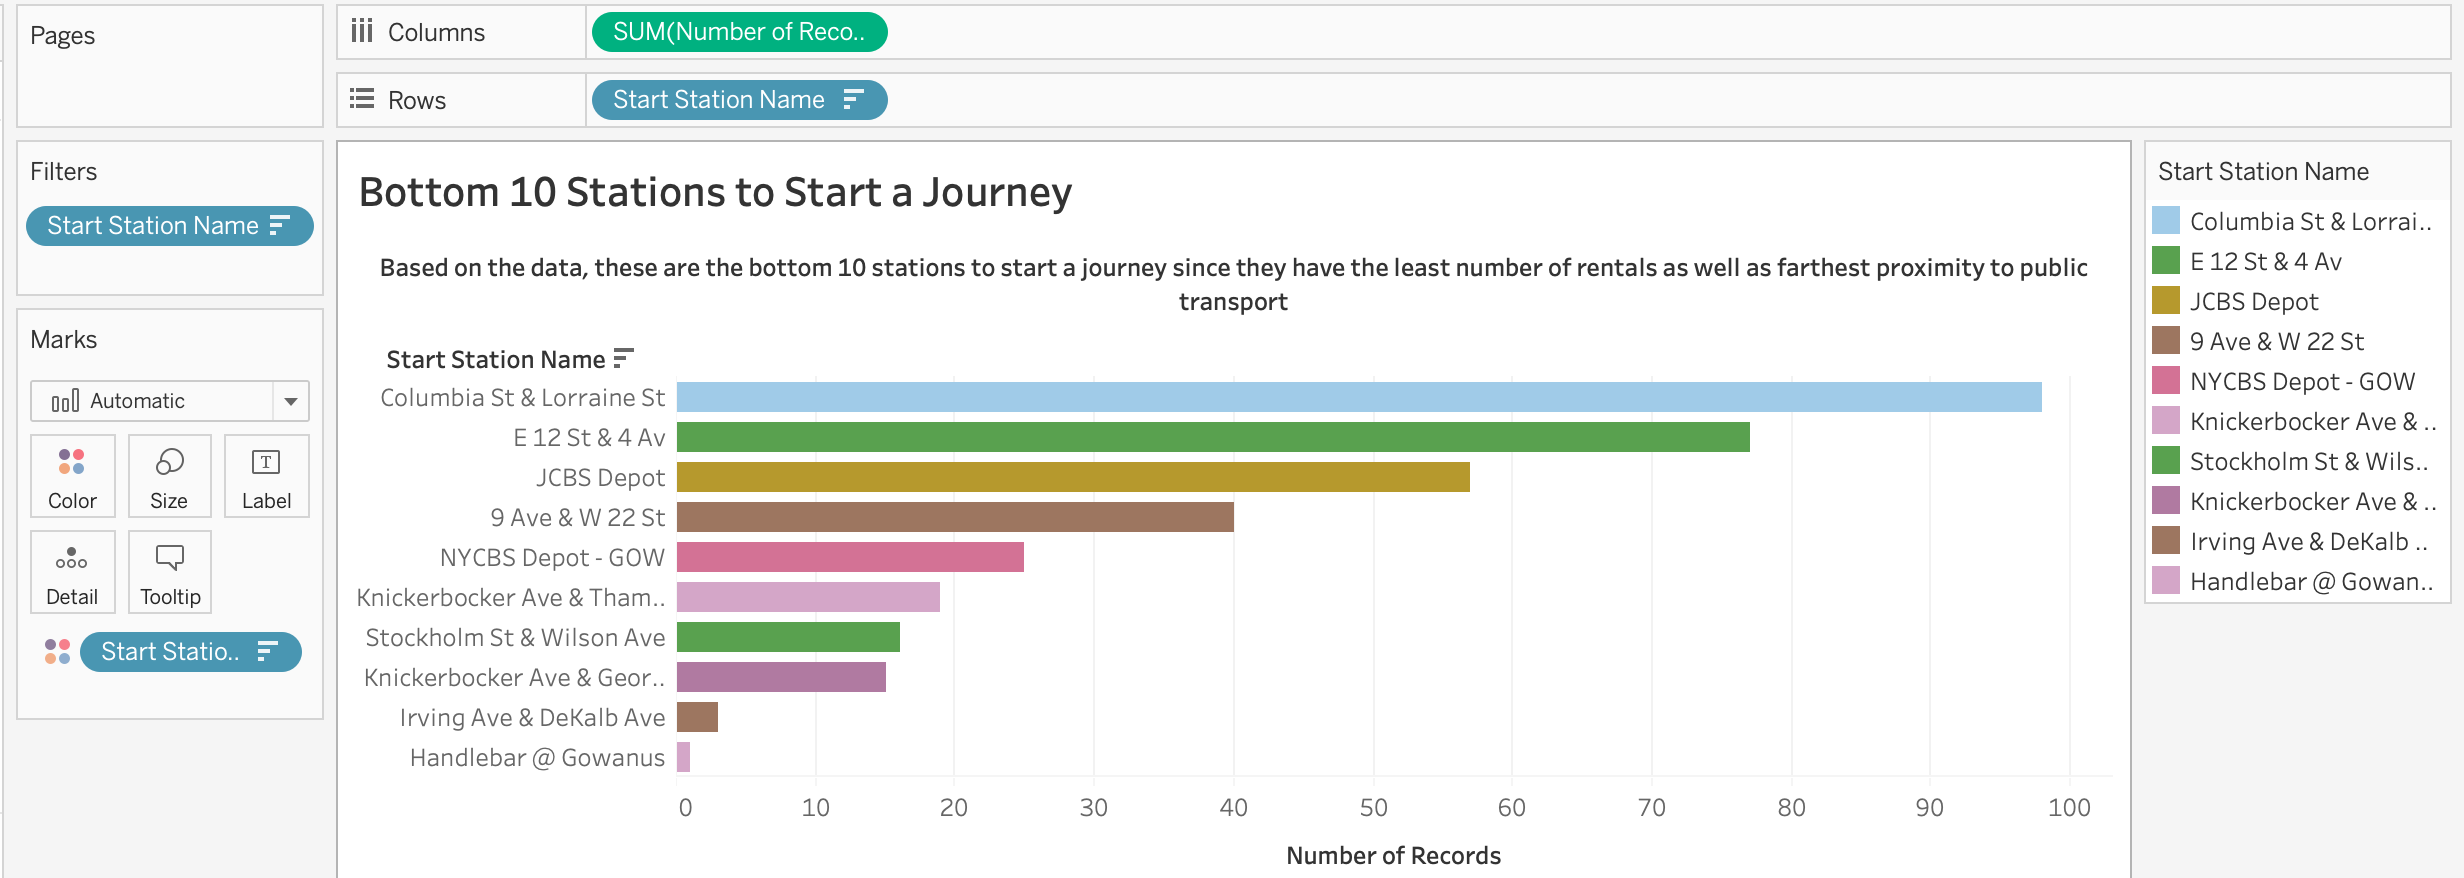 Pages
Columns
SUM(Number of Reco..
Rows
Start Station Name
Filters
Start Station Name
Marks
Automatic
Color
Size
Label
Detail
Tooltip
Start Statio..
Bottom 10 Stations to Start a Journey
Based on the data, these are the bottom 10 stations to start a journey since they have the least number of rentals as well as farthest proximity to public
transport
Start Station Name
Columbia St & Lorraine St
E 12 St & 4 Av
JCBS Depot
9 Ave & W 22 St
NYCBS Depot - GOW
Knickerbocker Ave & Tham..
Stockholm St & Wilson Ave
Knickerbocker Ave & Geor..
Irving Ave & DeKalb Ave
Handlebar @ Gowanus
0 10 20 30 40 50 60 70 80 90 100
Number of Records
Start Station Name
Columbia St & Lorrai..
E 12 St & 4 Av
JCBS Depot
9 Ave & W 22 St
NYCBS Depot - GOW
Knickerbocker Ave & ..
Stockholm St & Wils..
Knickerbocker Ave & ..
Irving Ave & DeKalb ..
Handlebar @ Gowan..